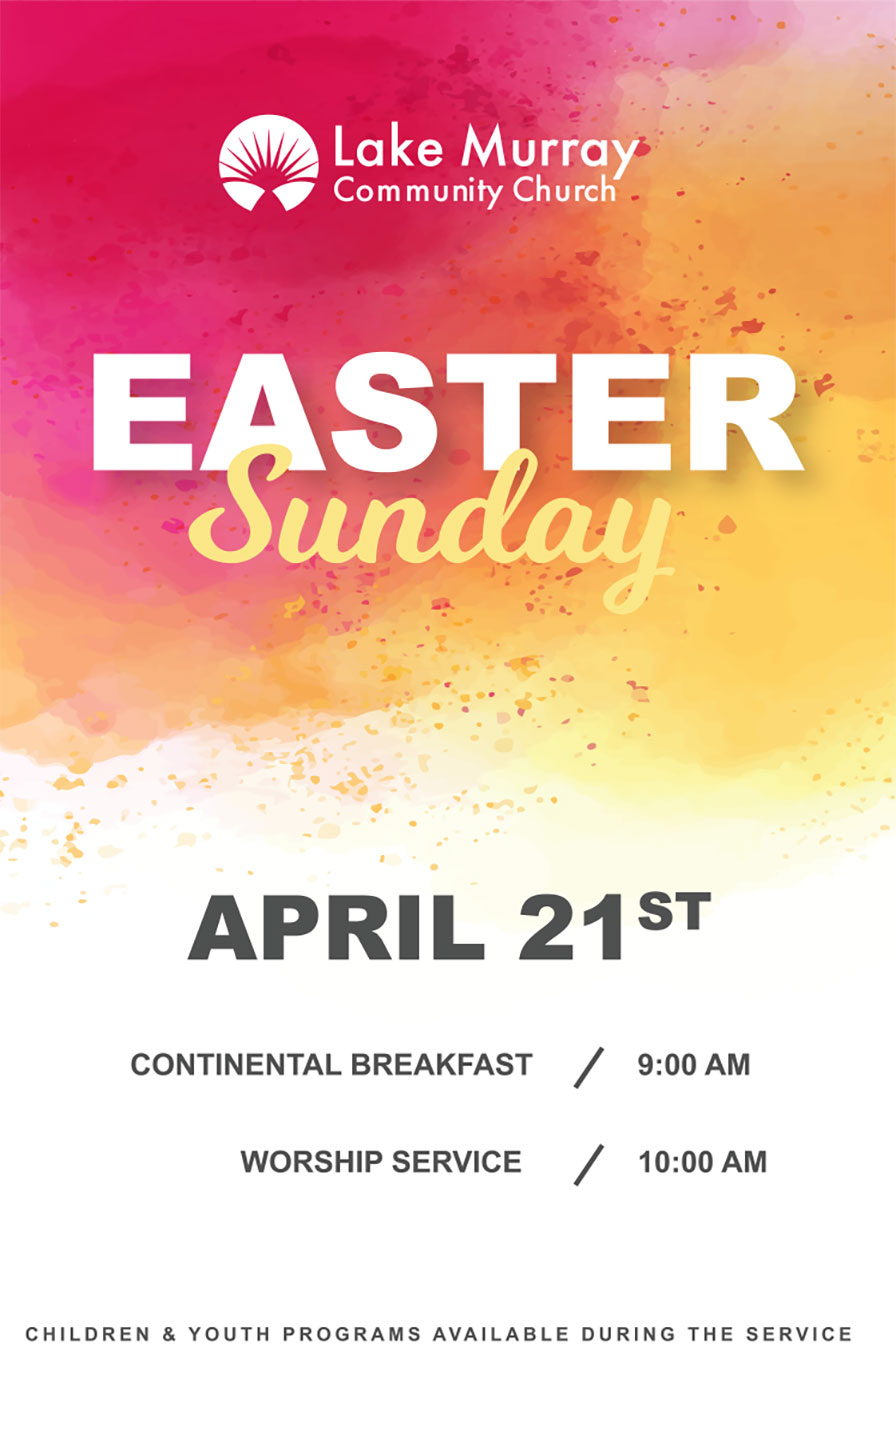 Lake Murray
Community Church
EASTER
Sunday
APRIL 21ST
CONTINENTAL BREAKFAST / 9:00 AM
WORSHIP SERVICE / 10:00 AM
CHILDREN & YOUTH PROGRAMS AVAILABLE DURING THE SERVICE